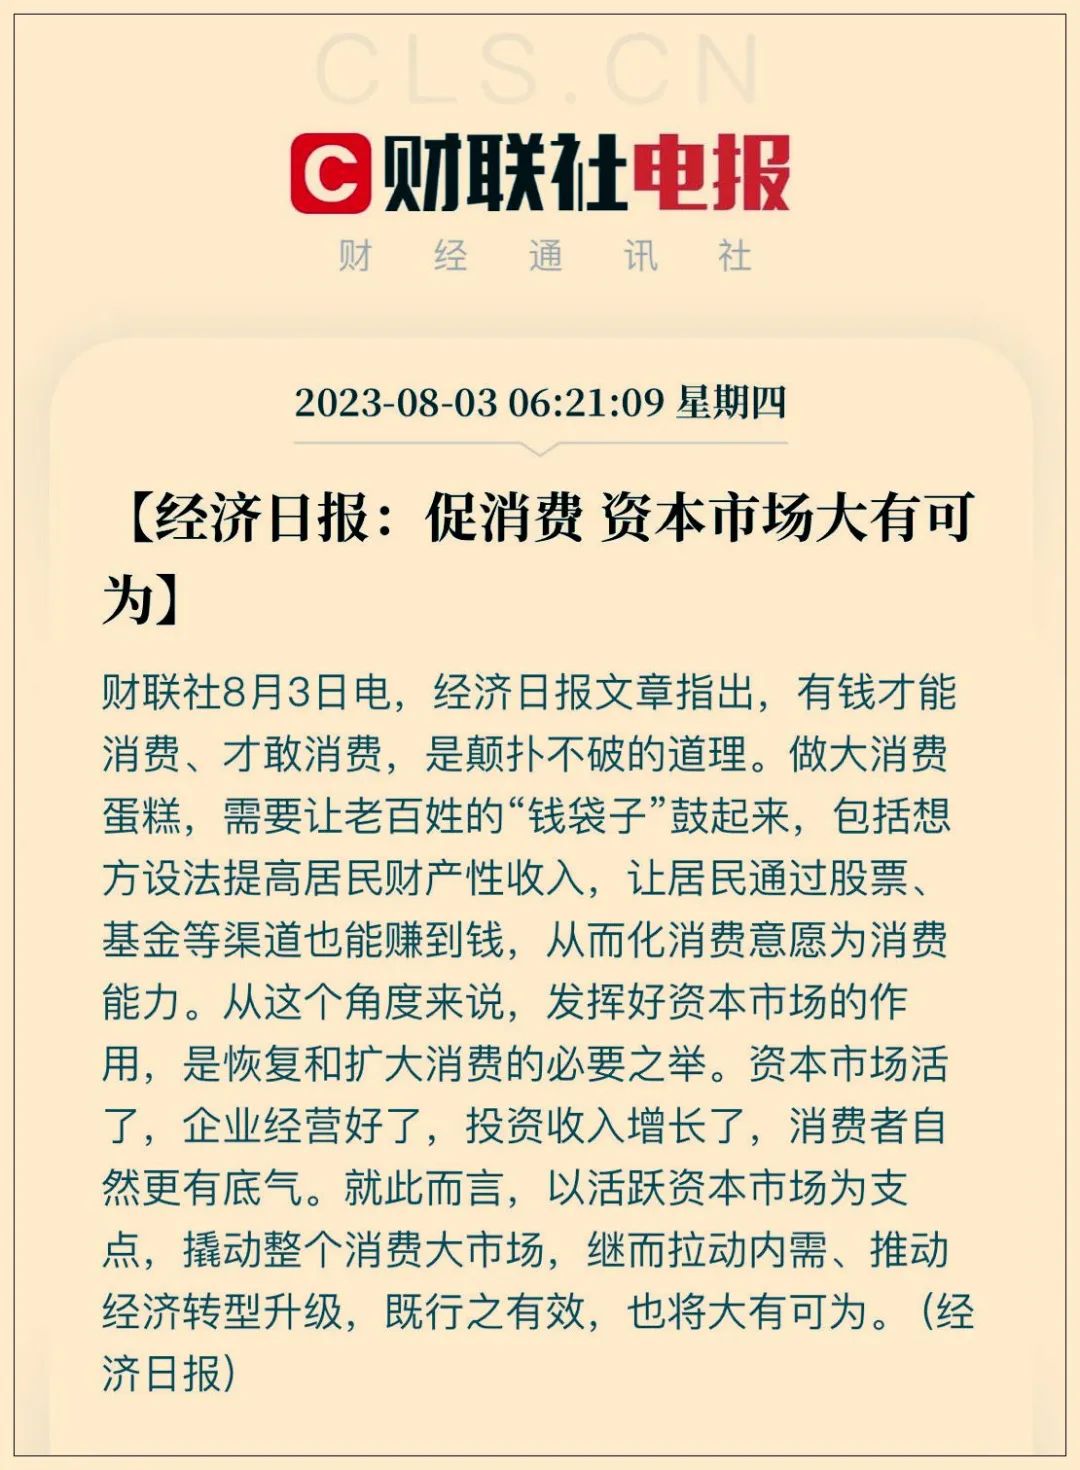 CLS.CN
C财联社电报
财经通讯社
2023-08-03 06:21:09 星期四
【经济日报：促消费 资本市场大有可
为】
财联社8月3日电，经济日报文章指出，有钱才能
消费、才敢消费，是颠扑不破的道理。做大消费
蛋糕，需要让老百姓的“钱袋子”鼓起来，包括想
方设法提高居民财产性收入，让居民通过股票、
基金等渠道也能赚到钱，从而化消费意愿为消费
能力。从这个角度来说，发挥好资本市场的作
用，是恢复和扩大消费的必要之举。资本市场活
了，企业经营好了，投资收入增长了，消费者自
然更有底气。就此而言，以活跃资本市场为支
点，撬动整个消费大市场，继而拉动内需、推动
经济转型升级，既行之有效，也将大有可为。（经
济日报）